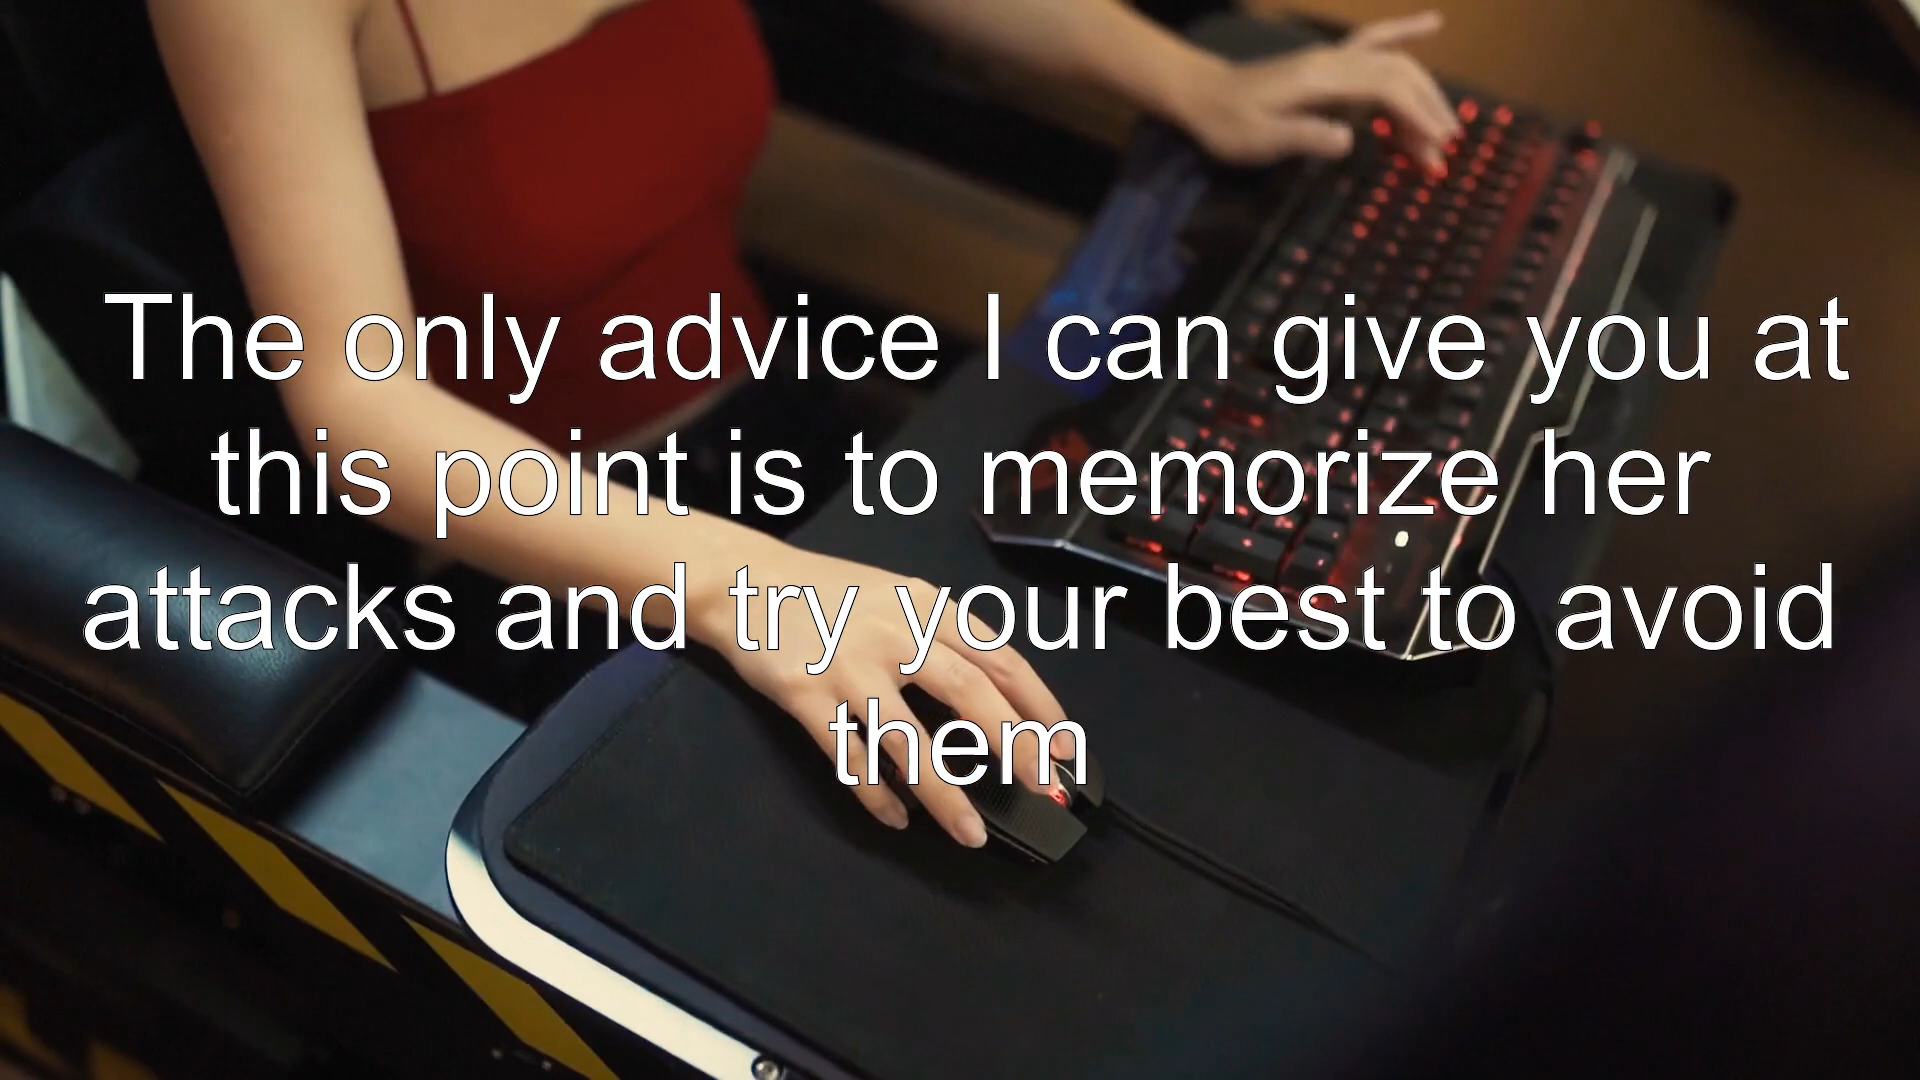 The only advice I can give you at
this point is to memorize her
attacks and try your best to avoid
them